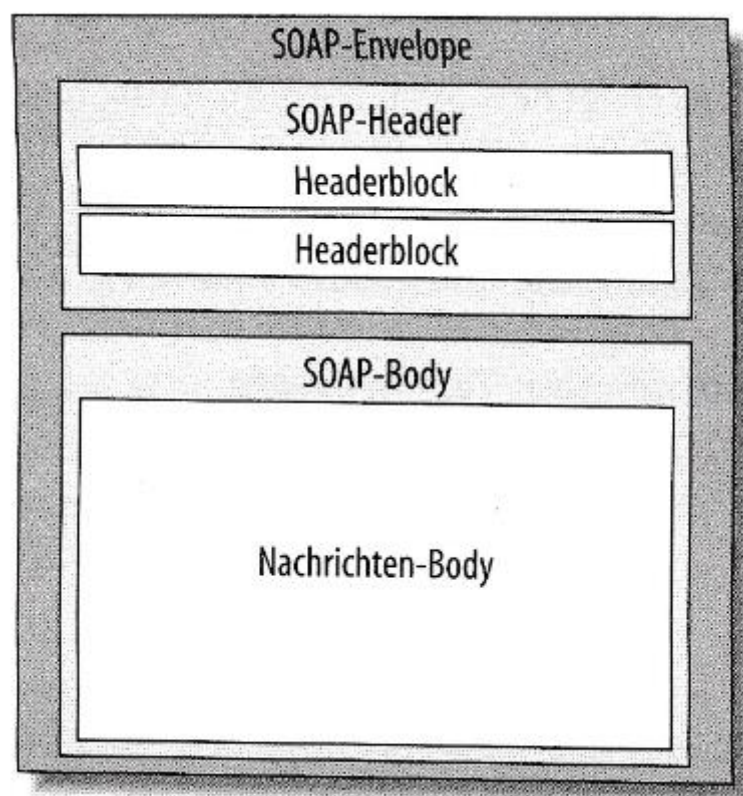 SOAP-Envelope
SOAP-Header
Headerblock
Headerblock
SOAP-Body
Nachrichten-Body